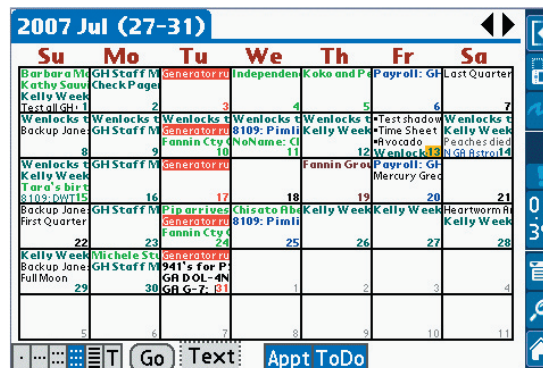 2007 Jul (27-31)
Su Mo Tu We Th Fr Sa
Barbara Mc GH Staff M Generator ru Independen Koko and Pe Payroll: GH Last Quarter
Kathy Sauv Check Page
Kelly Week
Test all GH 1 2 3 4 5 6 7
Wenlocks t Wenlocks t Wenlocks t Wenlocks t Wenlocks t •Test shadow Wenlocks t
Backup Jane GH Staff M Generator ru 8109: Pimli Kelly Week •Time Sheet Kelly Week
Fannin Cty NoName: Cl •Avocado Peaches died
8 9 10 11 12 Wenlock 13 N GA Astro 14
Wenlocks t GH Staff M Generator ru Fannin Grou Payroll: GH
Kelly Week Mercury Grec
Tara's birt
8109: DWT 15 16 17 18 19 20 21
Backup Jane GH Staff M Pip arrives Chisato Abe Kelly Week Kelly Week Heartworm
First Quarter Generator ru 8109: Pimli Kelly Week
Fannin Cty
22 23 24 25 26 27 28
Kelly Week Michele Stu Generator ru
Backup Jane GH Staff M 941's for P
Full Moon GA DOL-4N
29 30 GA G-7: 31 1 2 3 4
5 6 7 8 9 10 11
T Go Text Appt ToDo